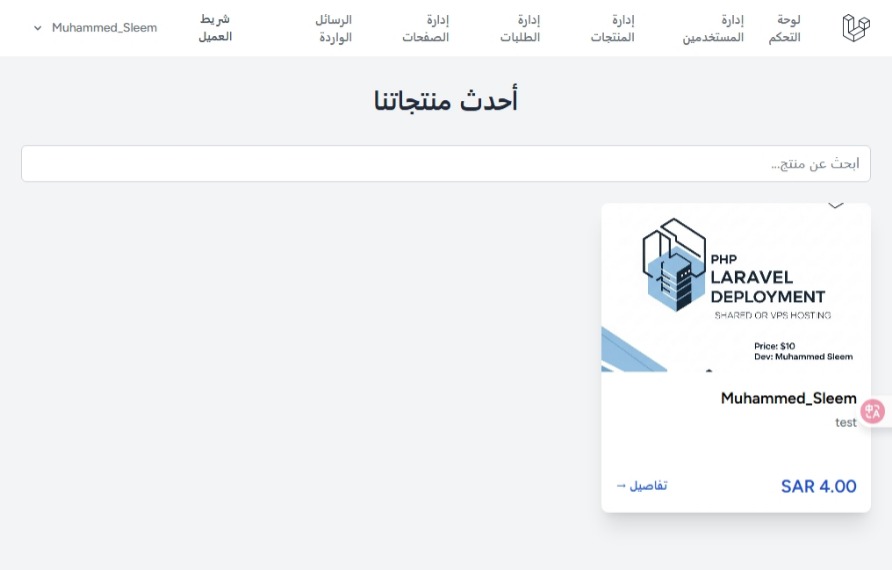 لوحة
التحكم
إدارة
المستخدمين
إدارة
المنتجات
إدارة
الطلبات
إدارة
الصفحات
الرسائل
الواردة
شريط
العميل
Muhammed_Sleem
أحدث منتجاتنا
ابحث عن منتج...
PHP
LARAVEL
DEPLOYMENT
SHARED OR VPS HOSTING
Price: $10
Dev: Muhammed Sleem
Muhammed_Sleem
test
SAR 4.00
تفاصيل →
中
A